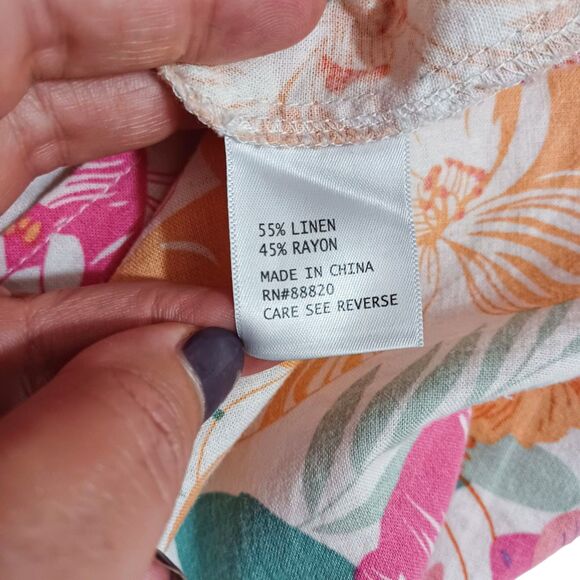 55% LINEN
45% RAYON
MADE IN CHINA
RN#88820
CARE SEE REVERSE